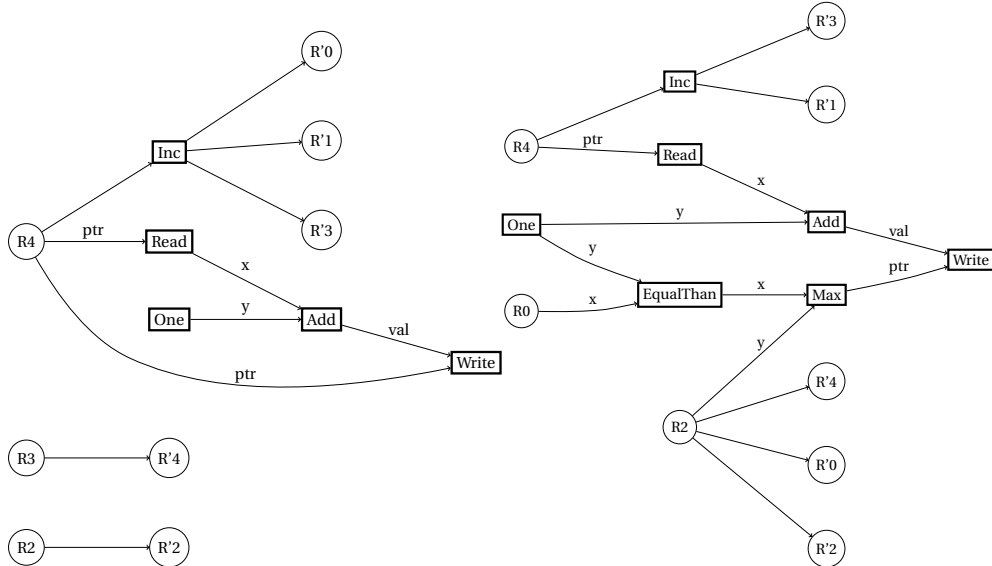 R'0
Inc
R'1
R'3
R4
ptr
Read
x
One
y
Add
val
Write
ptr
R3
R'4
R2
R'2
R'3
Inc
R'1
R4
ptr
Read
x
One
y
Add
val
Write
y
ptr
R0
x
EqualThan
x
Max
y
R'4
R2
R'0
R'2